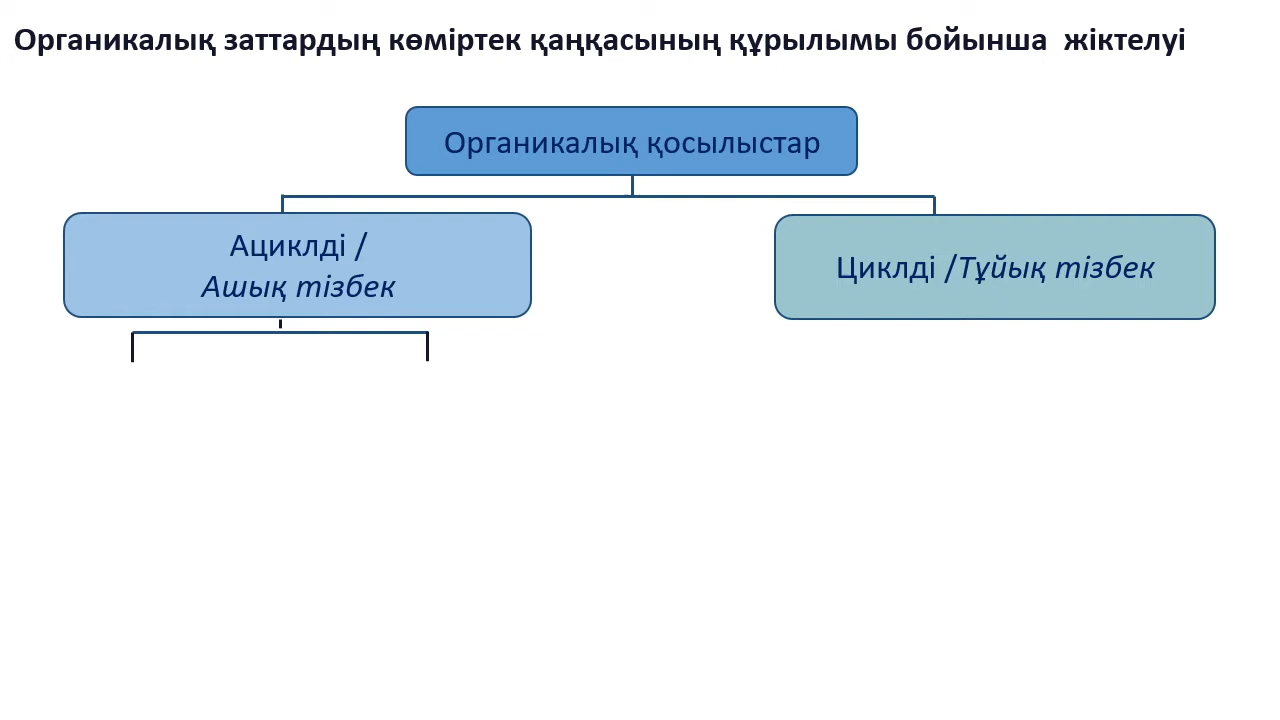 Органикалық заттардың көміртек қаңқасының құрылымы бойынша  жіктелуі
Органикалық қосылыстар
Ациклді /
Ашық тізбек
Циклді /Тұйық тізбек